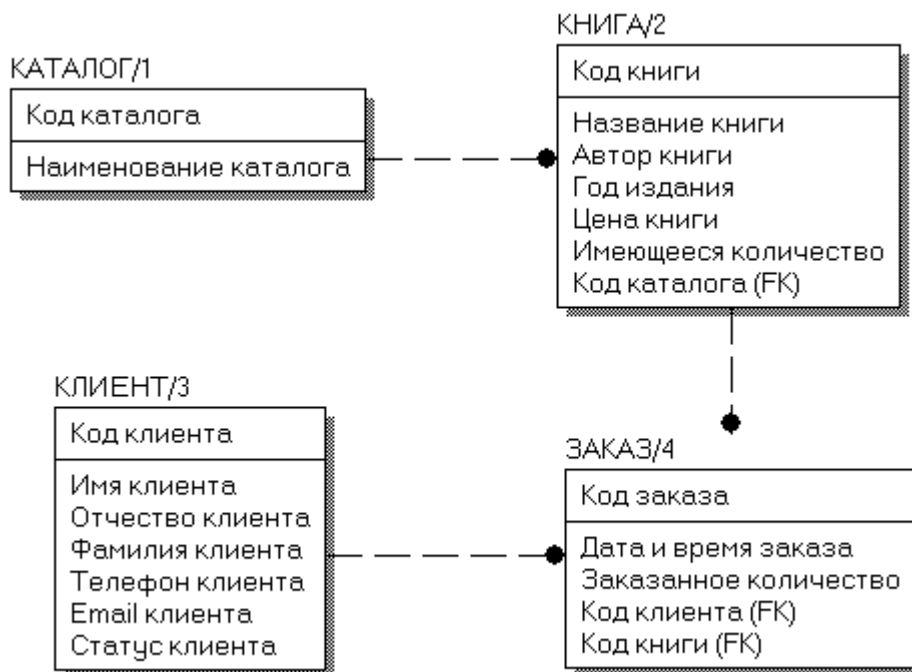 КАТАЛОГ/1
Код каталога
Наименование каталога
КНИГА/2
Код книги
Название книги
Автор книги
Год издания
Цена книги
Имеющееся количество
Код каталога (FK)
КЛИЕНТ/3
Код клиента
Имя клиента
Отчество клиента
Фамилия клиента
Телефон клиента
Email клиента
Статус клиента
ЗАКАЗ/4
Код заказа
Дата и время заказа
Заказанное количество
Код клиента (FK)
Код книги (FK)